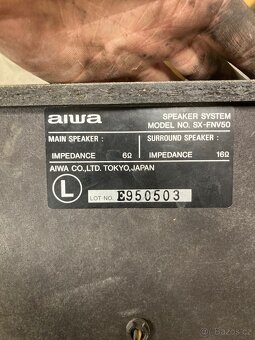 aiwa
SPEAKER SYSTEM
MODEL NO. SX-FNV50
MAIN SPEAKER :
SURROUND SPEAKER :
IMPEDANCE 6Ω
IMPEDANCE 16Ω
AIWA CO.,LTD. TOKYO,JAPAN
L
LOT NO. E950503